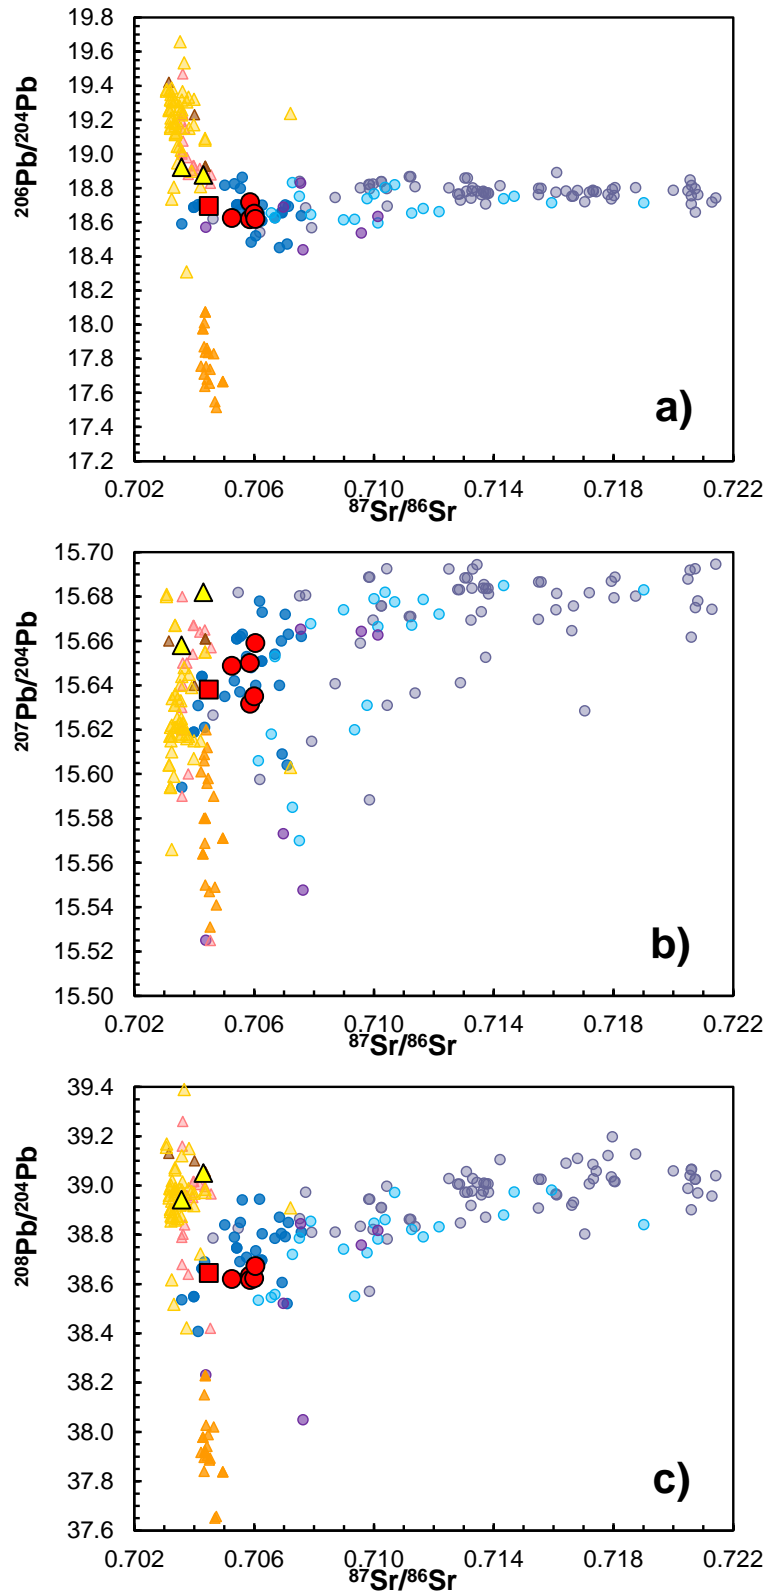 19.8
19.4
19.0
18.8
18.6
18.4
18.2
18.0
17.8
17.6
17.4
17.2
²⁰⁶Pb/²⁰⁴Pb
a)
0.702 0.706 0.710 0.714 0.718 0.722
⁸⁷Sr/⁸⁶Sr
15.70
15.68
15.66
15.64
15.62
15.60
15.58
15.56
15.54
15.52
15.50
²⁰⁷Pb/²⁰⁴Pb
b)
0.702 0.706 0.710 0.714 0.718 0.722
⁸⁷Sr/⁸⁶Sr
39.4
39.2
39.0
38.8
38.6
38.4
38.2
38.0
37.8
37.6
²⁰⁸Pb/²⁰⁴Pb
c)
0.702 0.706 0.710 0.714 0.718 0.722
⁸⁷Sr/⁸⁶Sr